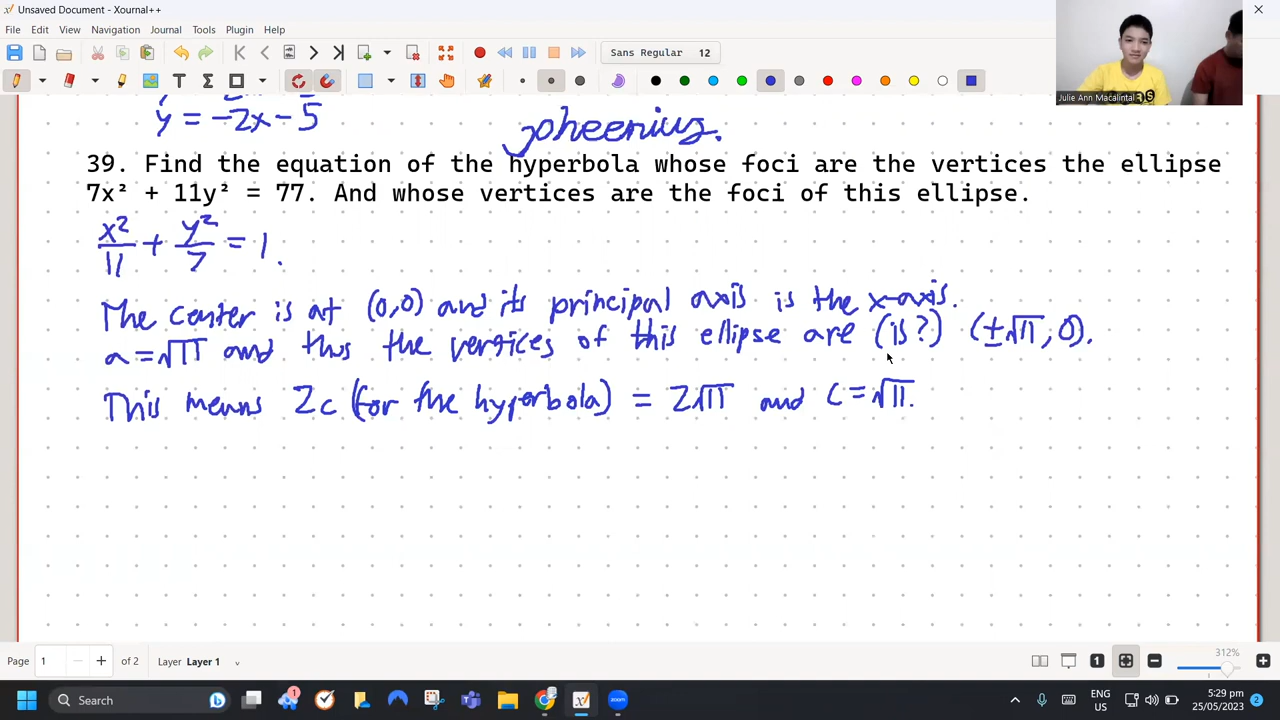 Unsaved Document - Xournal++
File Edit View Navigation Journal Tools Plugin Help
Sans Regular 12
Julie Ann Macalintal
y = -2x - 5
39. Find the equation of the hyperbola whose foci are the vertices the ellipse
7x² + 11y² = 77. And whose vertices are the foci of this ellipse.
x²/11 + y²/7 = 1.
The center is at (0,0) and its principal axis is the x-axis.
a = √11 and thus the vertices of this ellipse are (is?) (±√11, 0).
This means 2c (for the hyperbola) = 2√11 and c = √11.
Page 1 of 2 Layer Layer 1
312%
Search
1
zoom
ENG
US
5:29 pm
25/05/2023
2